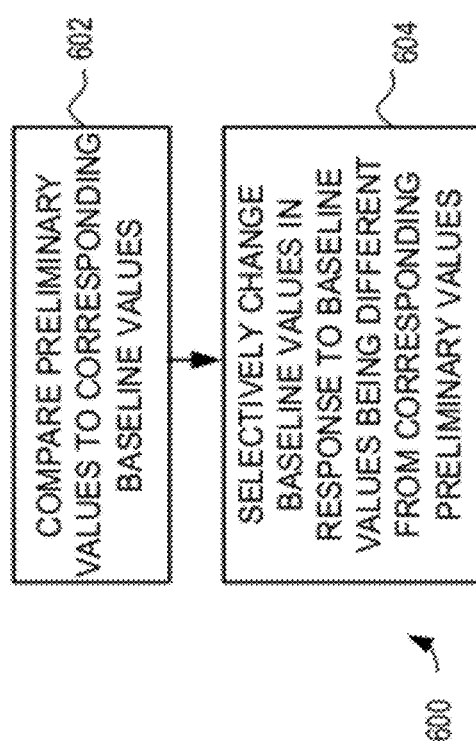 COMPARE PRELIMINARY
VALUES TO CORRESPONDING
BASELINE VALUES
602
SELECTIVELY CHANGE
BASELINE VALUES IN
RESPONSE TO BASELINE
VALUES BEING DIFFERENT
FROM CORRESPONDING
PRELIMINARY VALUES
604
600